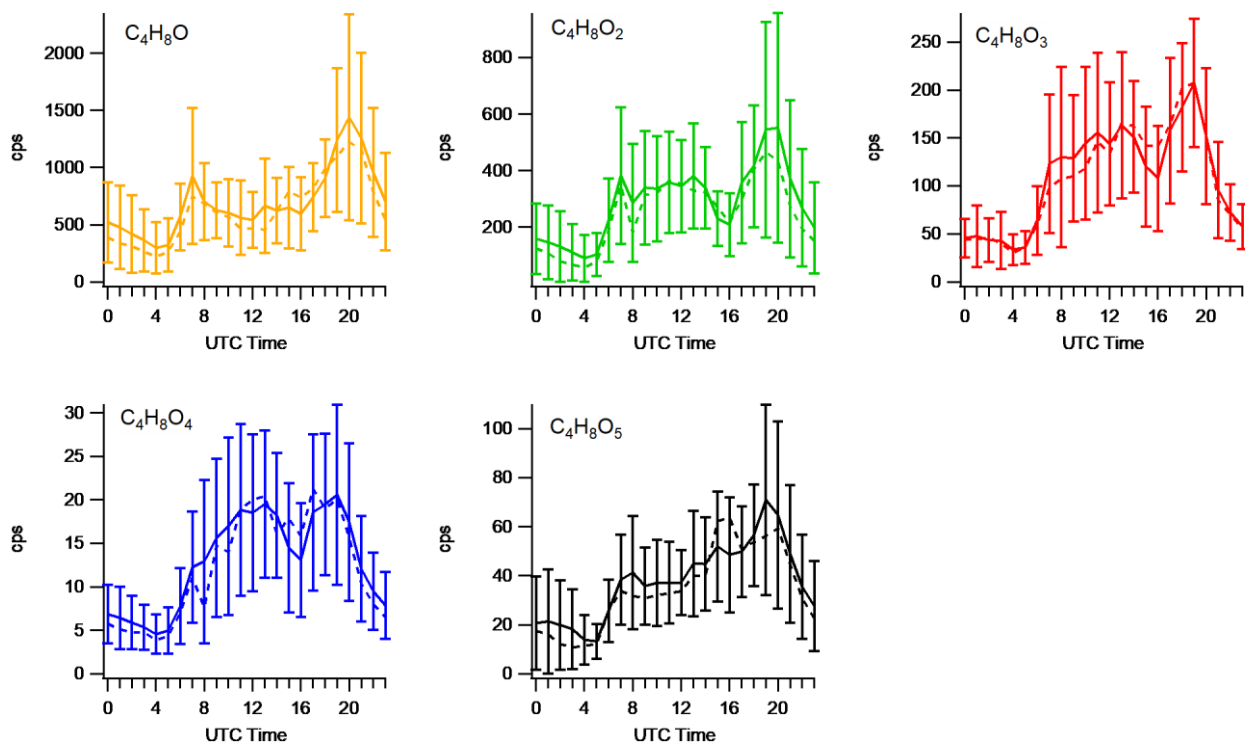 C₄H₈O
2000
1500
1000
500
0
cps
0 4 8 12 16 20
UTC Time
C₄H₈O₂
800
600
400
200
cps
0 4 8 12 16 20
UTC Time
C₄H₈O₃
250
200
150
100
50
0
cps
0 4 8 12 16 20
UTC Time
C₄H₈O₄
30
25
20
15
10
5
0
cps
0 4 8 12 16 20
UTC Time
C₄H₈O₅
100
80
60
40
20
0
cps
0 4 8 12 16 20
UTC Time